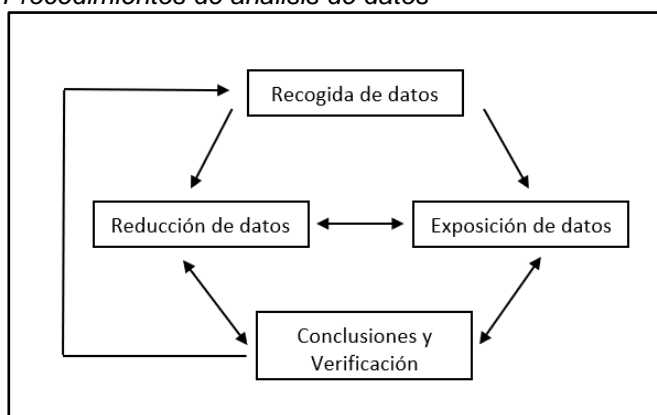 Procedimientos de análisis de datos
Recogida de datos
Reducción de datos
Exposición de datos
Conclusiones y
Verificación